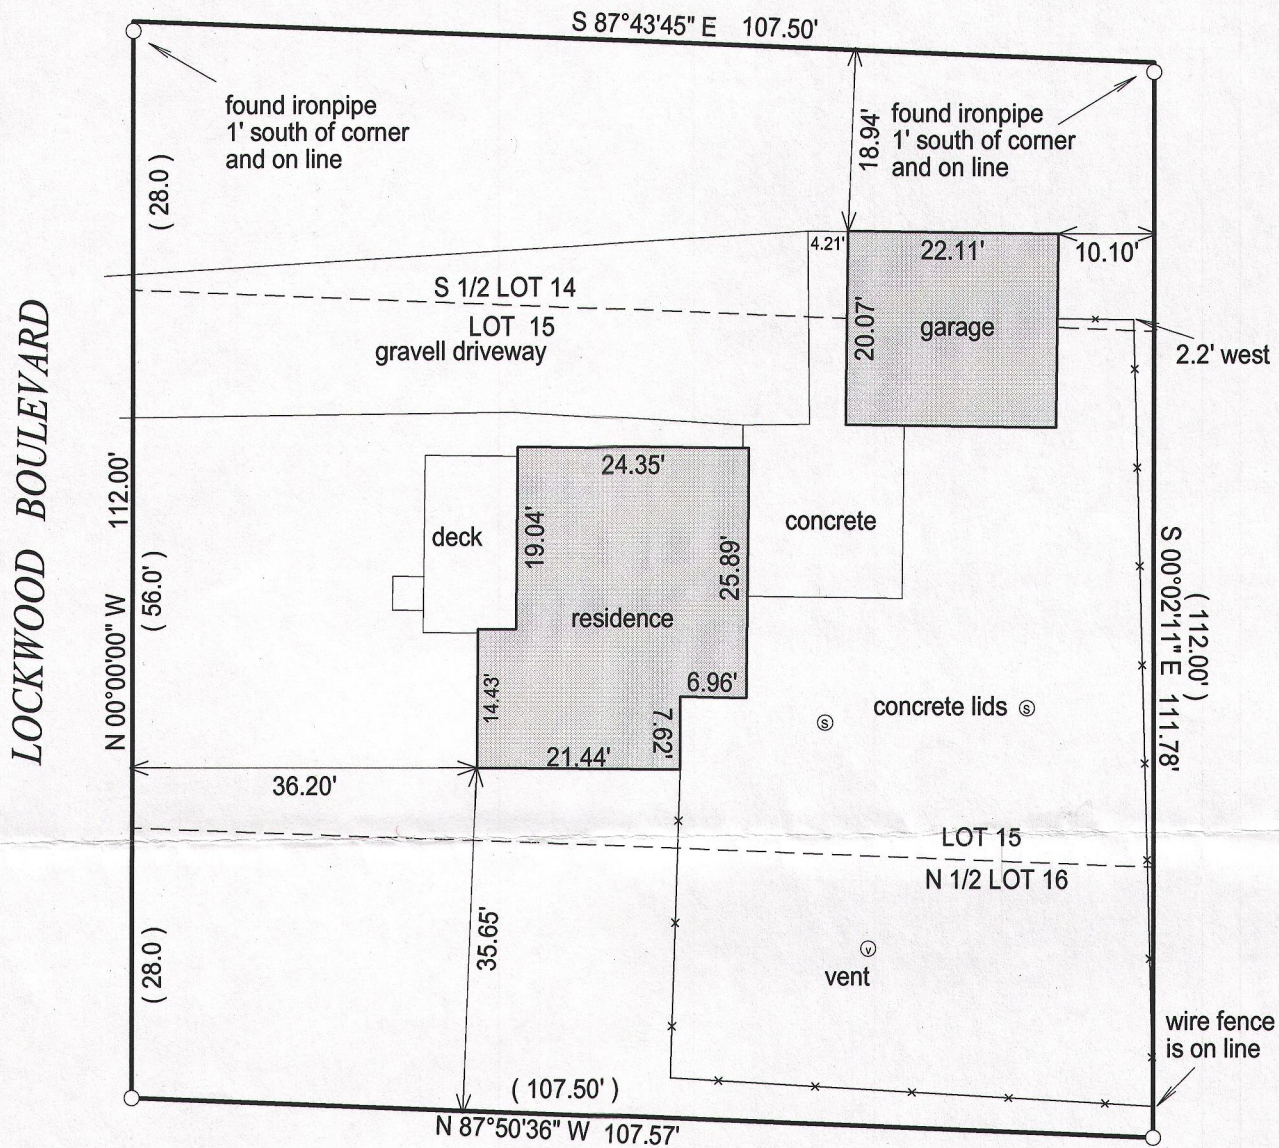 S 87°43'45" E 107.50'
found ironpipe
1' south of corner
and on line
found ironpipe
1' south of corner
and on line
18.94'
( 28.0 )
4.21'
22.11'
10.10'
S 1/2 LOT 14
LOT 15
gravell driveway
20.07'
garage
2.2' west
LOCKWOOD BOULEVARD
N 00°00'00" W 112.00'
( 56.0' )
24.35'
deck
19.04'
25.89'
concrete
residence
S 00°02'11" E 111.78'
( 112.00' )
14.43'
6.96'
7.62'
concrete lids
S
S
21.44'
36.20'
LOT 15
N 1/2 LOT 16
35.65'
( 28.0 )
V
vent
wire fence
is on line
( 107.50' )
N 87°50'36" W 107.57'